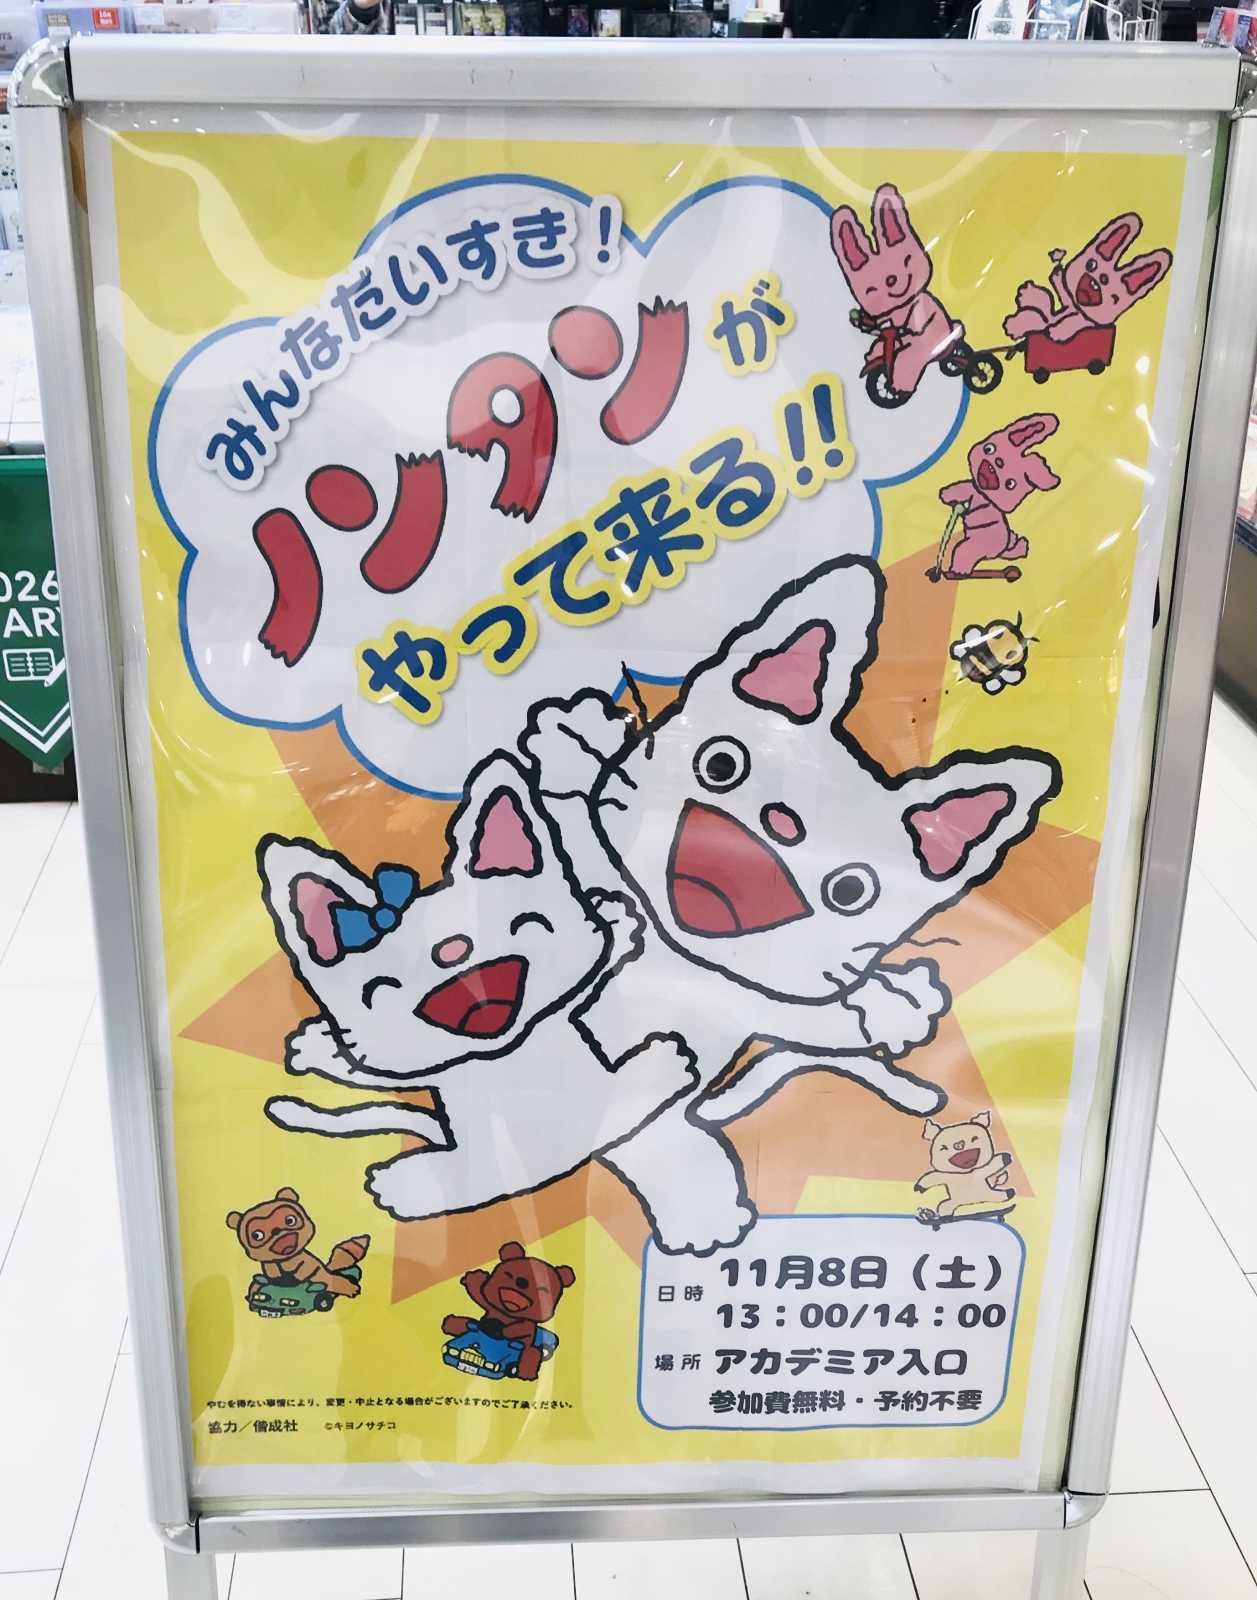 みんなだいすき!
ノンタンが
やって来る!!
日時 11月8日(土)
13:00/14:00
場所 アカデミア入口
参加費無料・予約不要
やむを得ない事情により、変更・中止となる場合がございますのでご了承ください。
協力/偕成社 ©キヨノサチコ
026